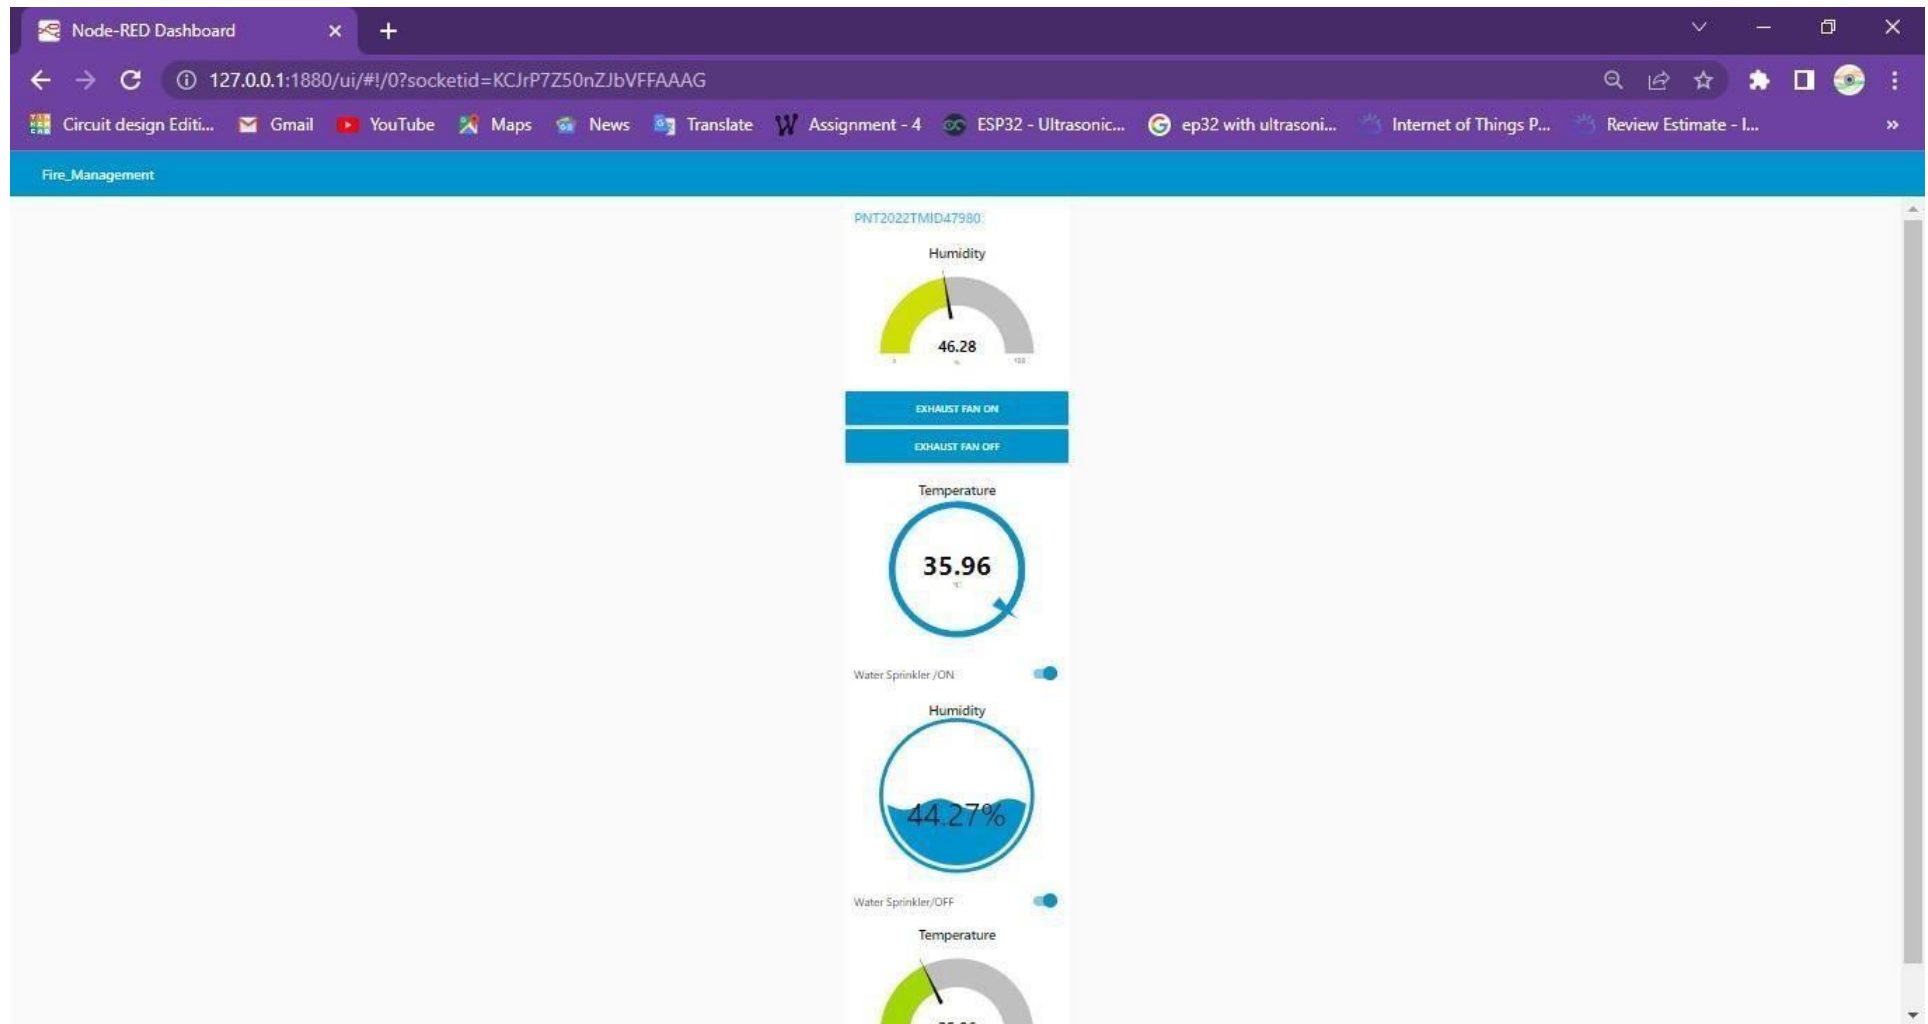 Node-RED Dashboard
127.0.0.1:1880/ui/#!/0?socketid=KCJrP7Z50nZJbVFFAAAG
Circuit design Editi... Gmail YouTube Maps News Translate Assignment - 4 ESP32 - Ultrasonic... ep32 with ultrasoni... Internet of Things P... Review Estimate - I... »
Fire_Management
PNT2022TMID47980
Humidity
46.28
%
EXHAUST FAN ON
EXHAUST FAN OFF
Temperature
35.96
°C
Water Sprinkler /ON
Humidity
44.27%
Water Sprinkler/OFF
Temperature